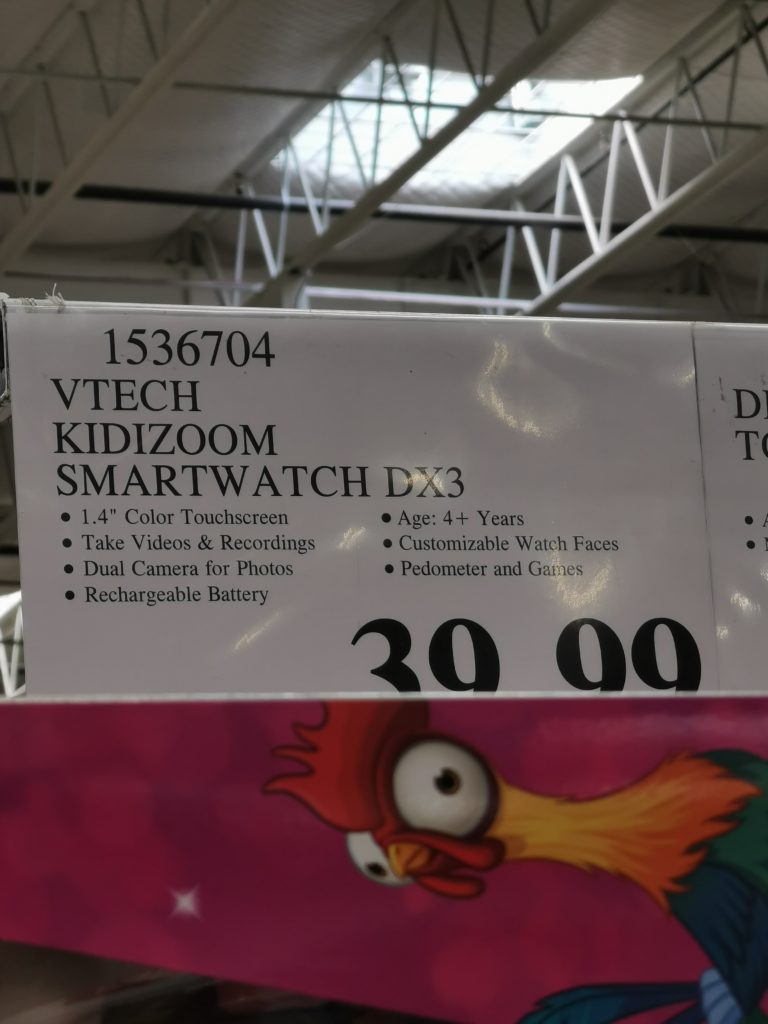 1536704
VTECH
KIDIZOOM
SMARTWATCH DX3
• 1.4" Color Touchscreen
• Take Videos & Recordings
• Dual Camera for Photos
• Rechargeable Battery
• Age: 4+ Years
• Customizable Watch Faces
• Pedometer and Games
39.99